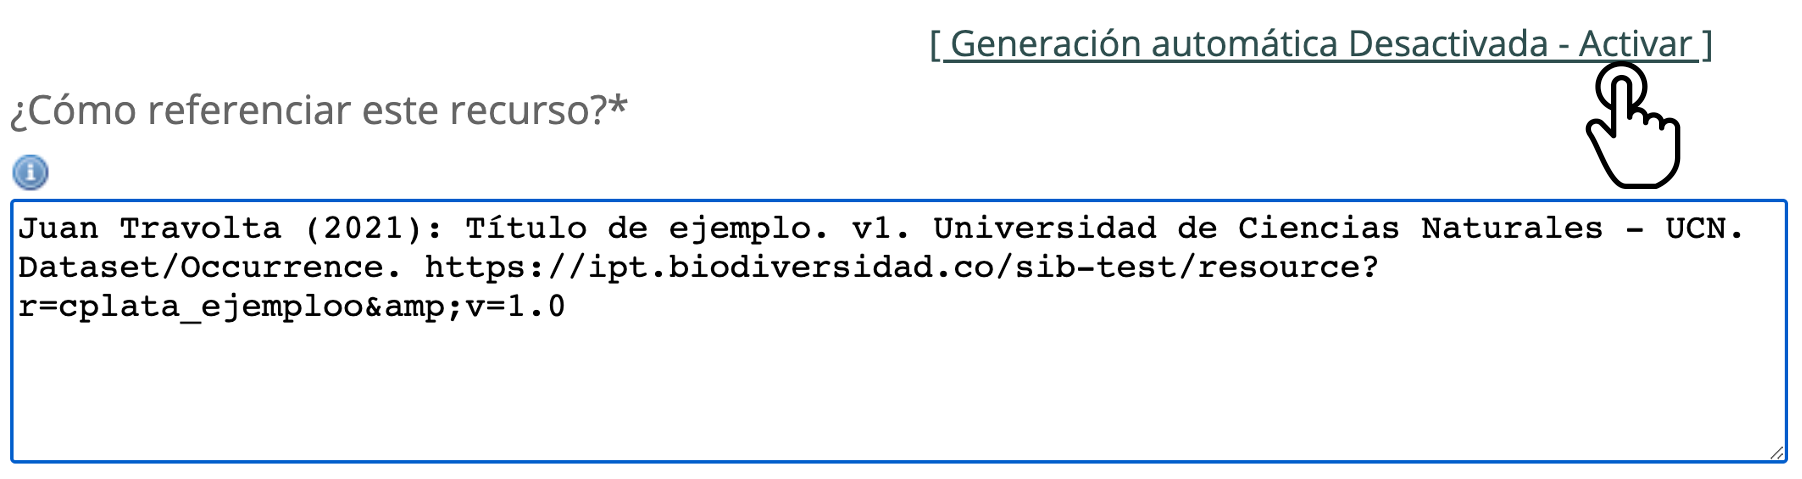 [ Generación automática Desactivada - Activar ]
¿Cómo referenciar este recurso?*
i
Juan Travolta (2021): Título de ejemplo. v1. Universidad de Ciencias Naturales - UCN.
Dataset/Occurrence. https://ipt.biodiversidad.co/sib-test/resource?
r=cplata_ejemploo&amp;v=1.0